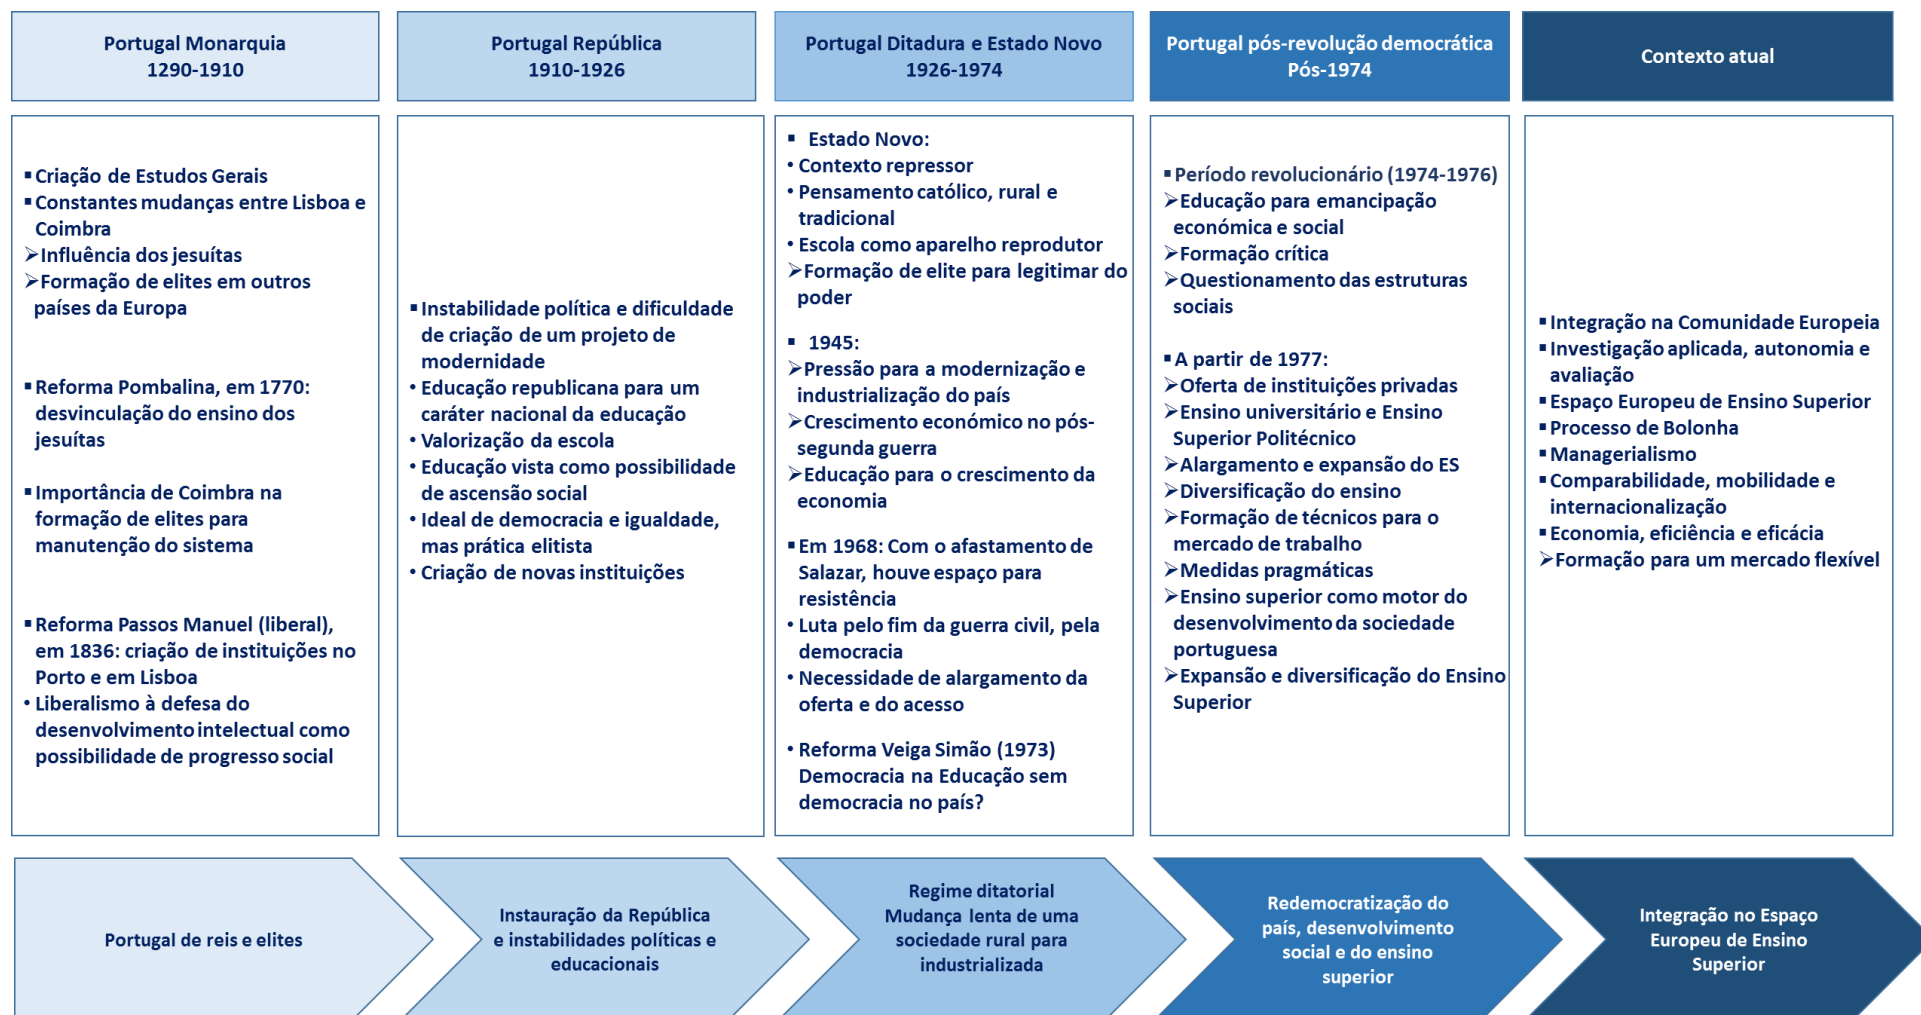 Portugal Monarquia
1290-1910
Portugal República
1910-1926
Portugal Ditadura e Estado Novo
1926-1974
Portugal pós-revolução democrática
Pós-1974
Contexto atual
▪ Criação de Estudos Gerais
▪ Constantes mudanças entre Lisboa e
Coimbra
➢ Influência dos jesuítas
➢ Formação de elites em outros
países da Europa
▪ Reforma Pombalina, em 1770:
desvinculação do ensino dos
jesuítas
▪ Importância de Coimbra na
formação de elites para
manutenção do sistema
▪ Reforma Passos Manuel (liberal),
em 1836: criação de instituições no
Porto e em Lisboa
• Liberalismo à defesa do
desenvolvimento intelectual como
possibilidade de progresso social
▪ Instabilidade política e dificuldade
de criação de um projeto de
modernidade
• Educação republicana para um
caráter nacional da educação
• Valorização da escola
• Educação vista como possibilidade
de ascensão social
• Ideal de democracia e igualdade,
mas prática elitista
• Criação de novas instituições
▪ Estado Novo:
• Contexto repressor
• Pensamento católico, rural e
tradicional
• Escola como aparelho reprodutor
➢ Formação de elite para legitimar do
poder
▪ 1945:
➢ Pressão para a modernização e
industrialização do país
➢ Crescimento económico no pós-
segunda guerra
➢ Educação para o crescimento da
economia
▪ Em 1968: Com o afastamento de
Salazar, houve espaço para
resistência
• Luta pelo fim da guerra civil, pela
democracia
• Necessidade de alargamento da
oferta e do acesso
• Reforma Veiga Simão (1973)
Democracia na Educação sem
democracia no país?
▪ Período revolucionário (1974-1976)
➢ Educação para emancipação
económica e social
➢ Formação crítica
➢ Questionamento das estruturas
sociais
▪ A partir de 1977:
➢ Oferta de instituições privadas
➢ Ensino universitário e Ensino
Superior Politécnico
➢ Alargamento e expansão do ES
➢ Diversificação do ensino
➢ Formação de técnicos para o
mercado de trabalho
➢ Medidas pragmáticas
➢ Ensino superior como motor do
desenvolvimento da sociedade
portuguesa
➢ Expansão e diversificação do Ensino
Superior
▪ Integração na Comunidade Europeia
▪ Investigação aplicada, autonomia e
avaliação
▪ Espaço Europeu de Ensino Superior
▪ Processo de Bolonha
▪ Managerialismo
▪ Comparabilidade, mobilidade e
internacionalização
▪ Economia, eficiência e eficácia
➢ Formação para um mercado flexível
Portugal de reis e elites
Instauração da República
e instabilidades políticas e
educacionais
Regime ditatorial
Mudança lenta de uma
sociedade rural para
industrializada
Redemocratização do
país, desenvolvimento
social e do ensino
superior
Integração no Espaço
Europeu de Ensino
Superior